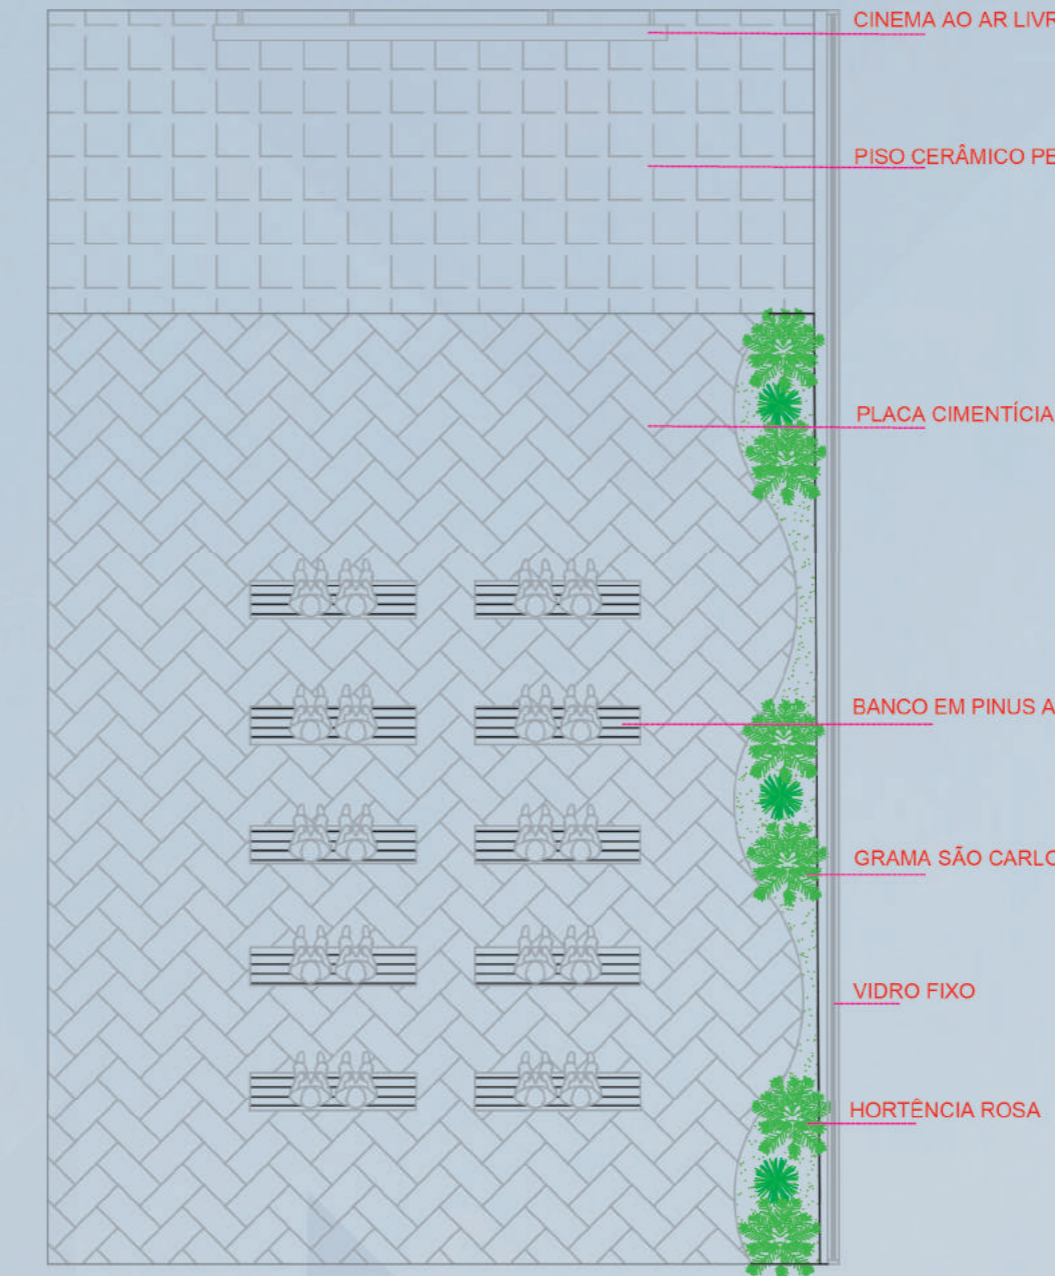 CINEMA AO AR LIVR
PISO CERÂMICO PE
PLACA CIMENTÍCIA
BANCO EM PINUS A
GRAMA SÃO CARLO
VIDRO FIXO
HORTÊNCIA ROSA